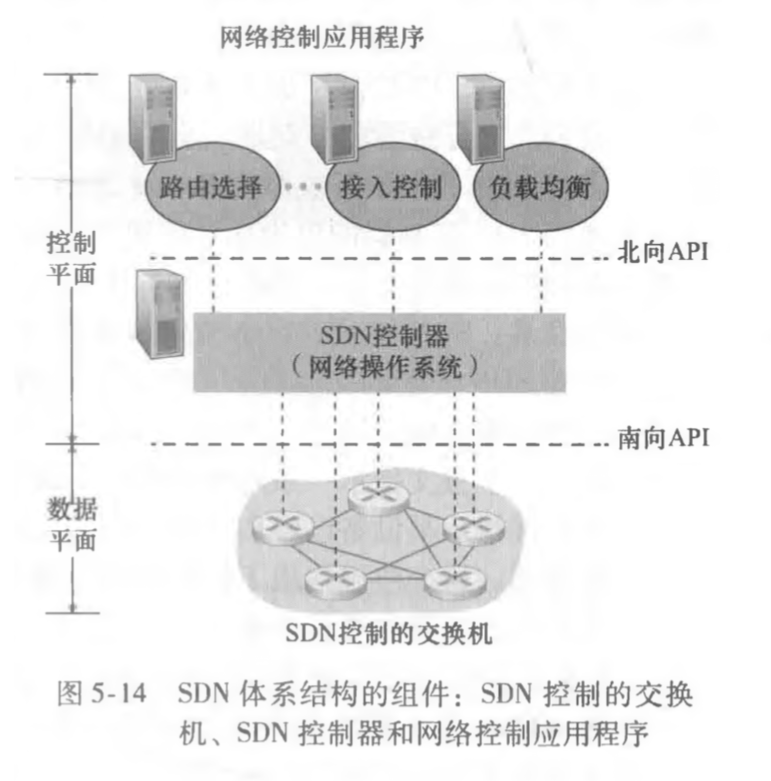 网络控制应用程序
路由选择
接入控制
负载均衡
控制
平面
北向API
SDN控制器
（网络操作系统）
南向API
数据
平面
SDN控制的交换机
图 5-14 SDN 体系结构的组件：SDN 控制的交换
机、SDN 控制器和网络控制应用程序